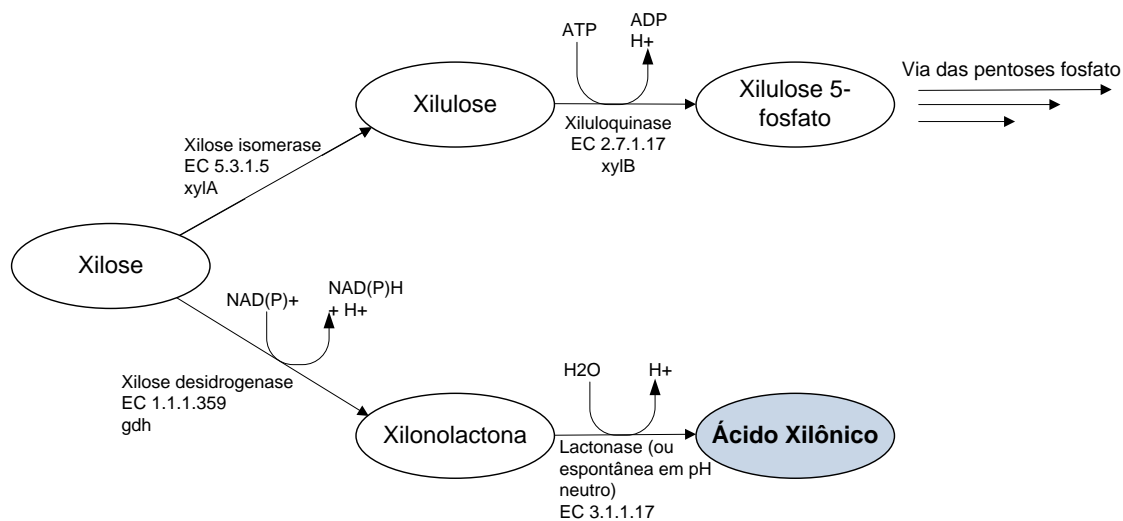 ATP
ADP
H+
Xilulose
Xilulose 5-
fosfato
Via das pentoses fosfato
Xiluloquinase
EC 2.7.1.17
xylB
Xilose isomerase
EC 5.3.1.5
xylA
Xilose
NAD(P)+
NAD(P)H
+ H+
Xilose desidrogenase
EC 1.1.1.359
gdh
H2O
H+
Xilonolactona
Ácido Xilônico
Lactonase (ou
espontânea em pH
neutro)
EC 3.1.1.17